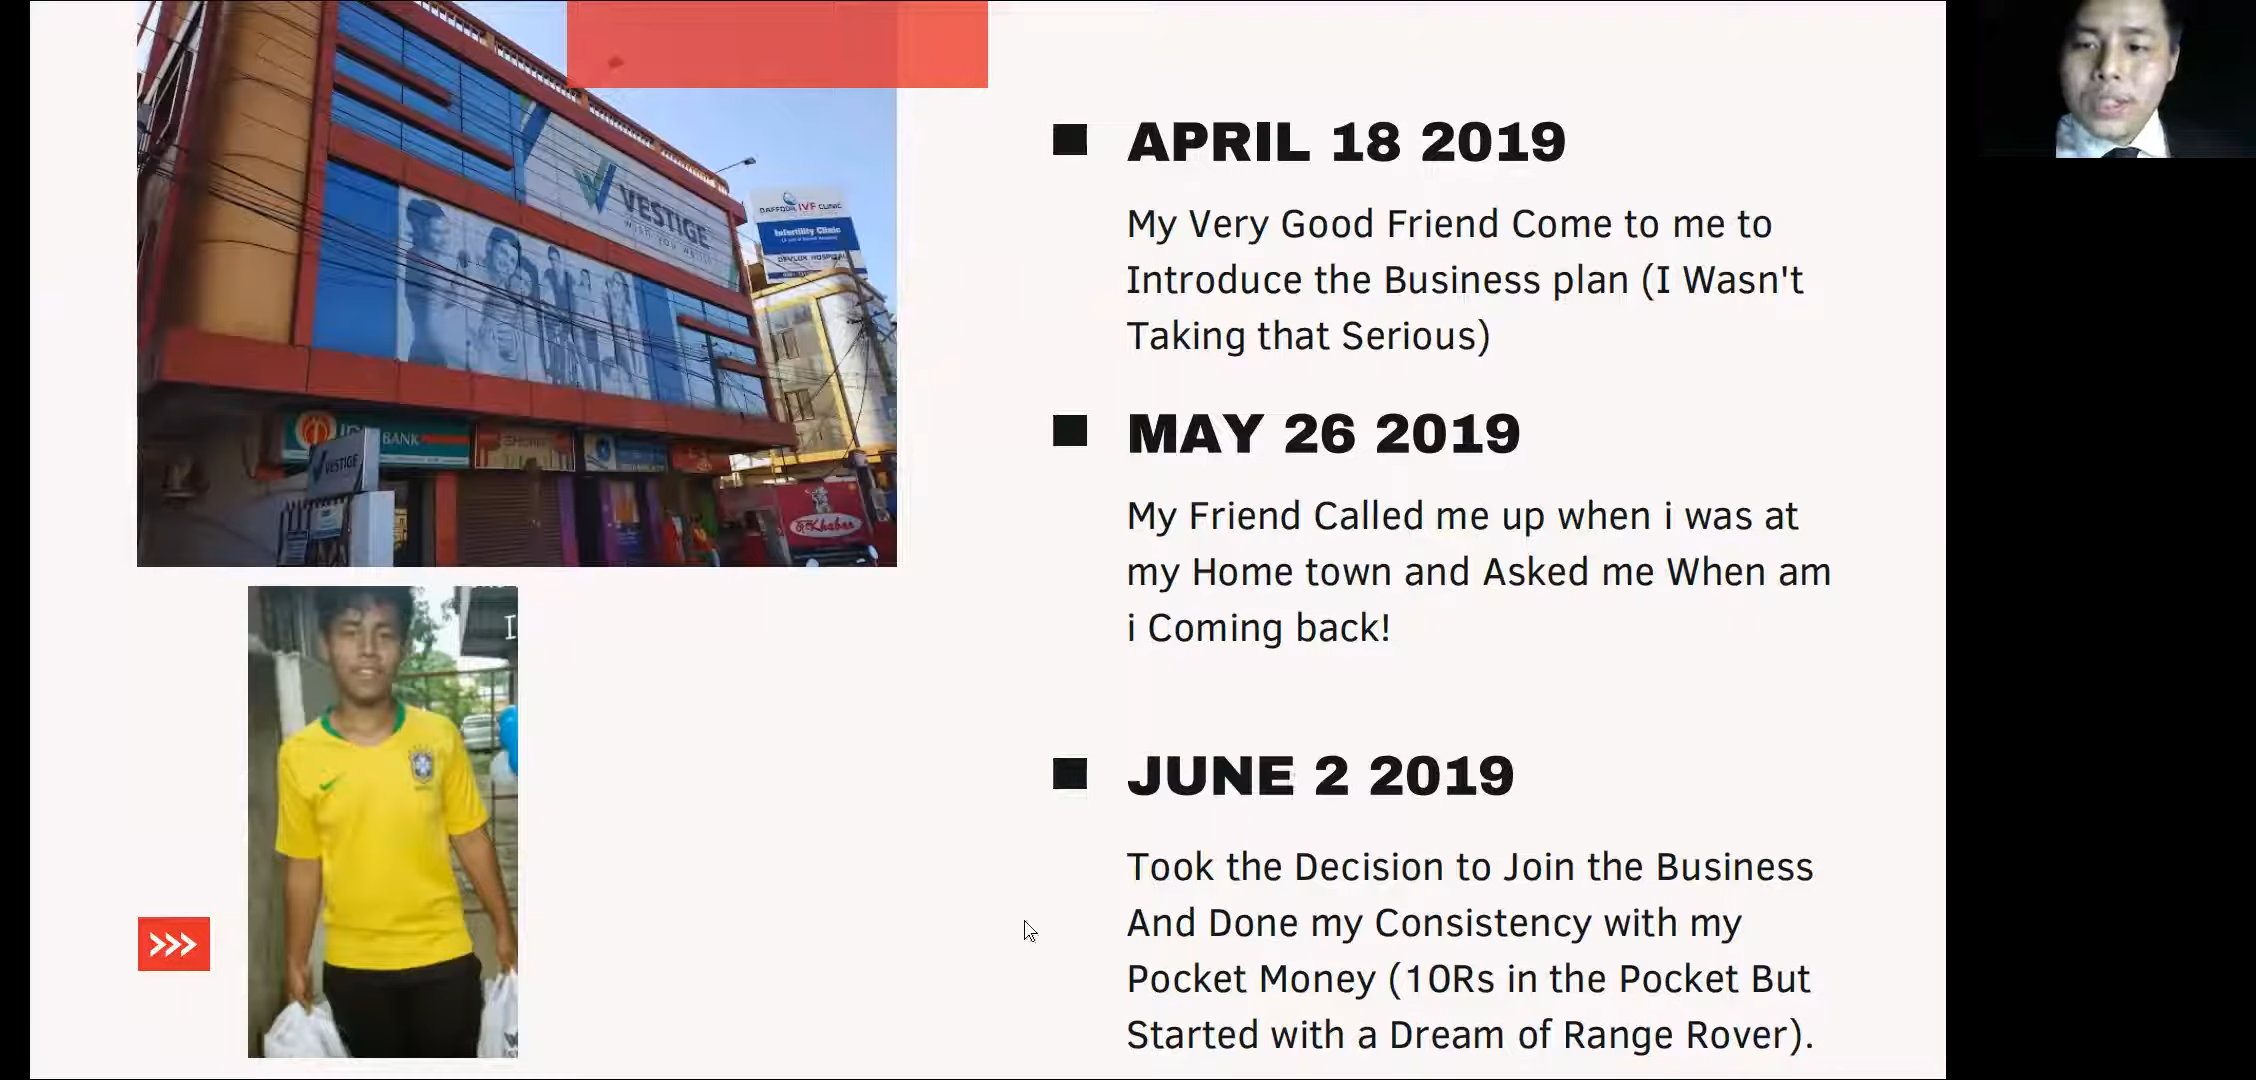 VESTIGE
WISH YOU WELLTH
IVF CLINIC
Infertility Clinic
BANK
VESTIGE
Khabar
I
APRIL 18 2019
My Very Good Friend Come to me to
Introduce the Business plan (I Wasn't
Taking that Serious)
MAY 26 2019
My Friend Called me up when i was at
my Home town and Asked me When am
i Coming back!
JUNE 2 2019
Took the Decision to Join the Business
And Done my Consistency with my
Pocket Money (10Rs in the Pocket But
Started with a Dream of Range Rover).